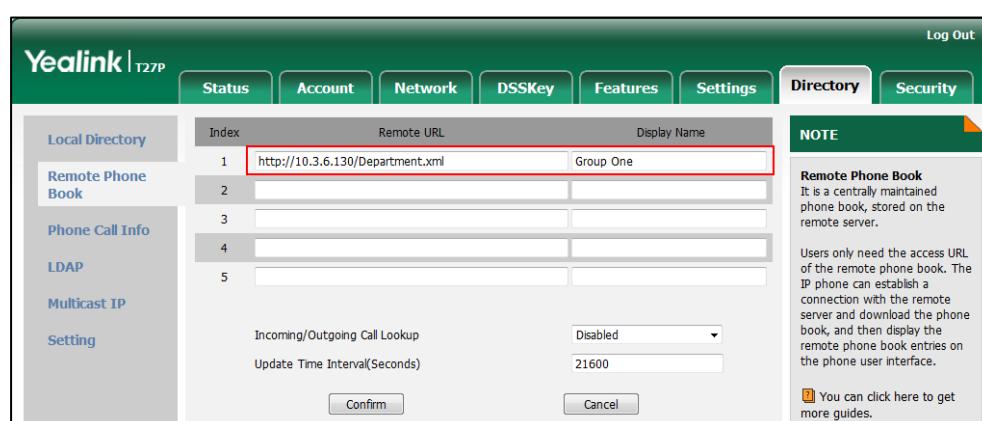 Log Out
Yealink | T27P
Status Account Network DSSKey Features Settings Directory Security
Local Directory
Remote Phone
Book
Phone Call Info
LDAP
Multicast IP
Setting
Index Remote URL Display Name
1 http://10.3.6.130/Department.xml Group One
2
3
4
5
Incoming/Outgoing Call Lookup Disabled
Update Time Interval(Seconds) 21600
Confirm Cancel
NOTE
Remote Phone Book
It is a centrally maintained
phone book, stored on the
remote server.
Users only need the access URL
of the remote phone book. The
IP phone can establish a
connection with the remote
server and download the phone
book, and then display the
remote phone book entries on
the phone user interface.
You can click here to get
more guides.